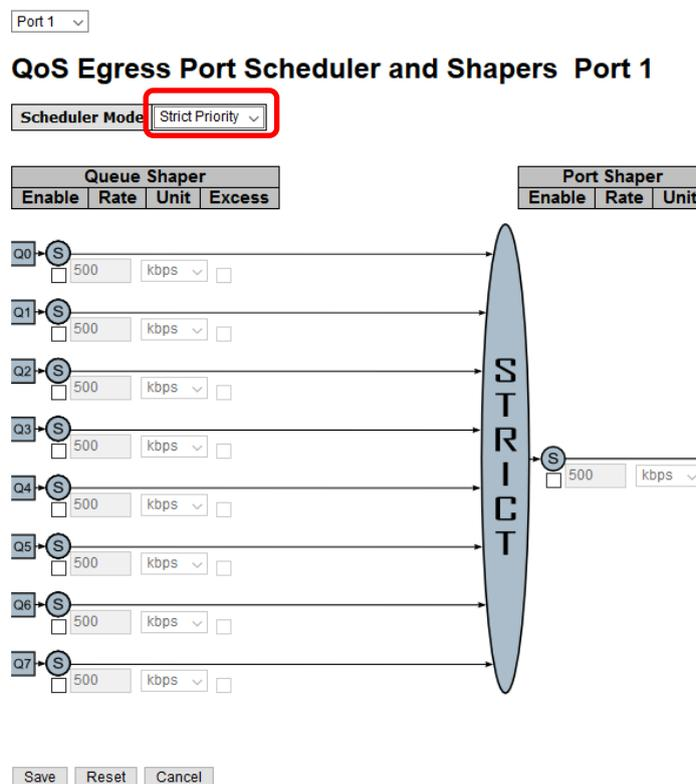 Port 1
QoS Egress Port Scheduler and Shapers Port 1
Scheduler Mode Strict Priority
Queue Shaper Port Shaper
Enable Rate Unit Excess Enable Rate Unit
Q0 S
500 kbps
Q1 S
500 kbps
Q2 S
500 kbps
Q3 S
500 kbps
Q4 S
500 kbps
Q5 S
500 kbps
Q6 S
500 kbps
Q7 S
500 kbps
STRICT
S
500 kbps
Save Reset Cancel